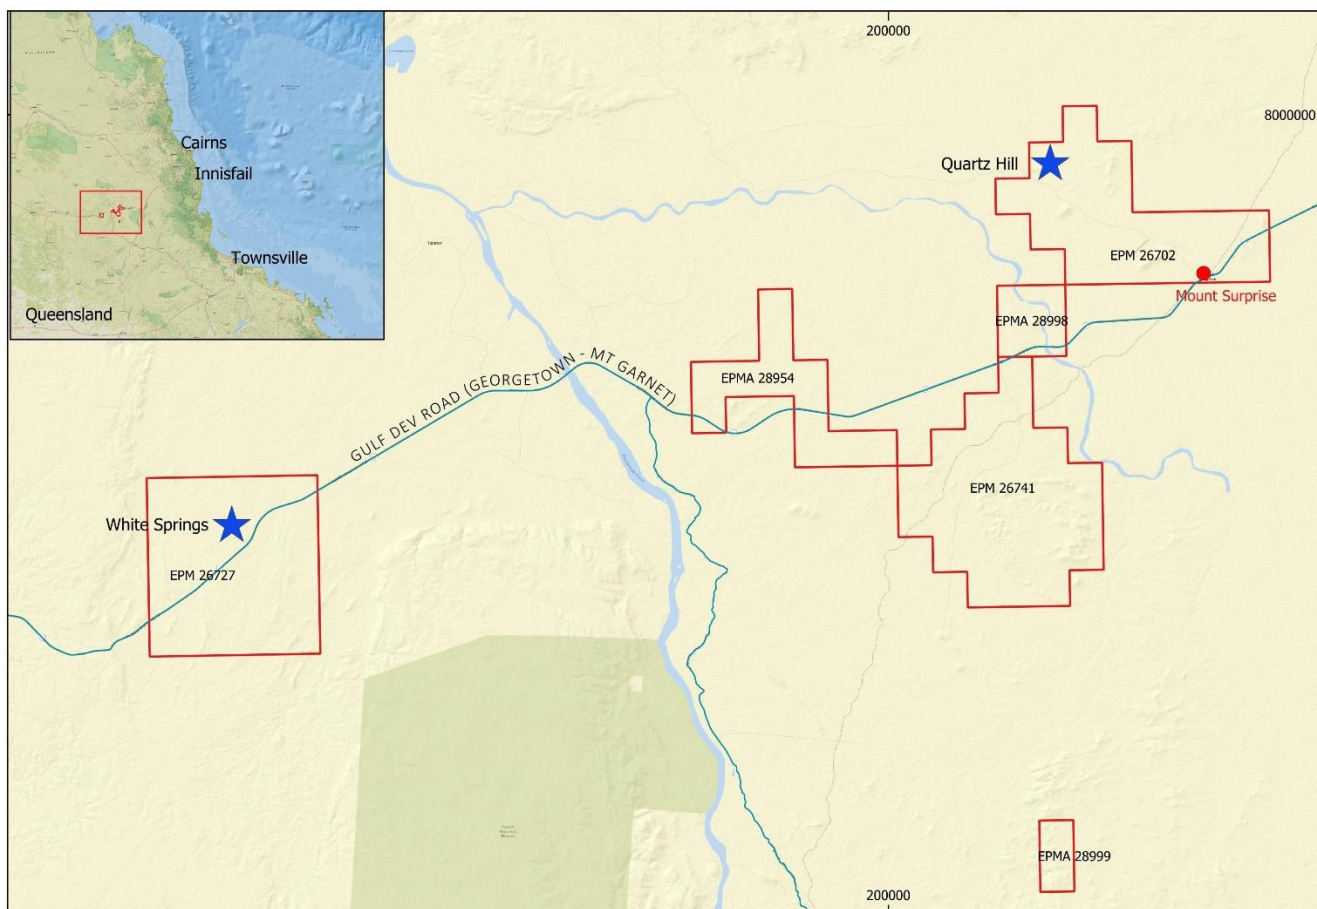 200000
8000000
Cairns
Innisfail
Townsville
Queensland
Quartz Hill
EPM 26702
Mount Surprise
EPMA 28998
EPMA 28954
GULF DEV ROAD (GEORGETOWN - MT GARNET)
EPM 26741
White Springs
EPM 26727
EPMA 28999
200000